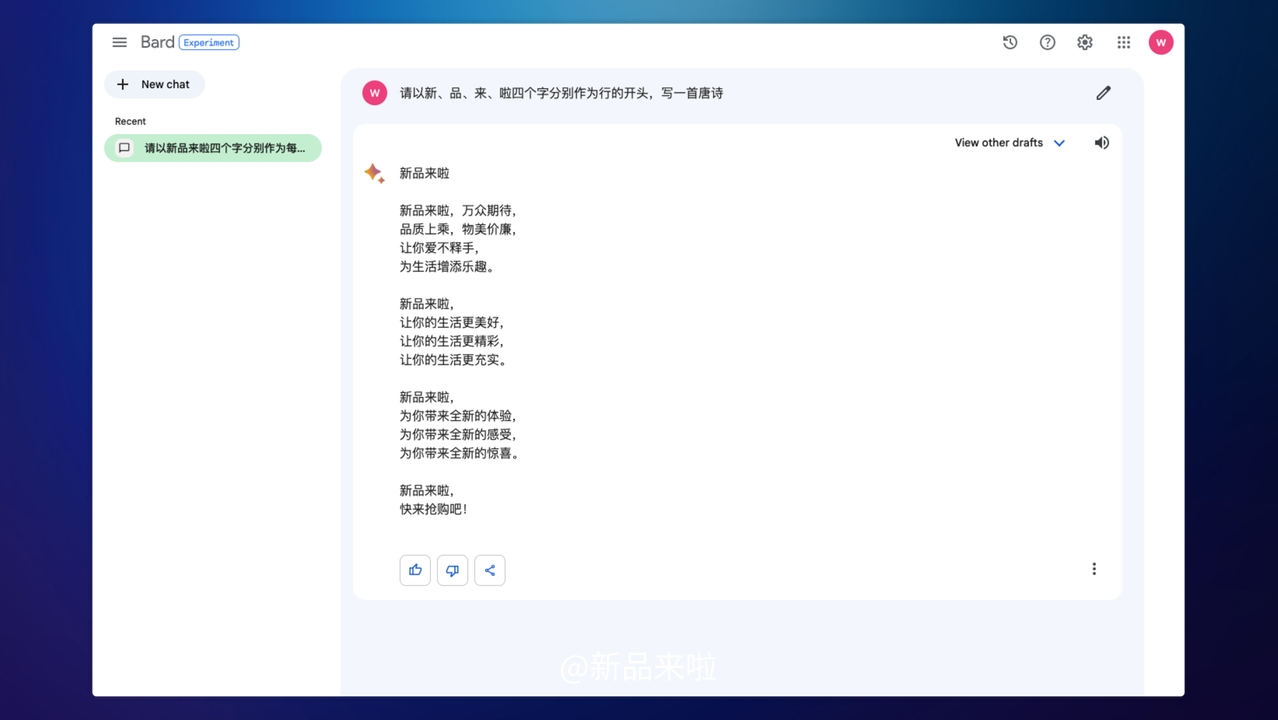 Bard Experiment
W
New chat
Recent
请以新品来啦四个字分别作为每...
W
请以新、品、来、啦四个字分别作为行的开头，写一首唐诗
View other drafts
新品来啦
新品来啦，万众期待，
品质上乘，物美价廉，
让你爱不释手，
为生活增添乐趣。
新品来啦，
让你的生活更美好，
让你的生活更精彩，
让你的生活更充实。
新品来啦，
为你带来全新的体验，
为你带来全新的感受，
为你带来全新的惊喜。
新品来啦，
快来抢购吧！
@新品来啦